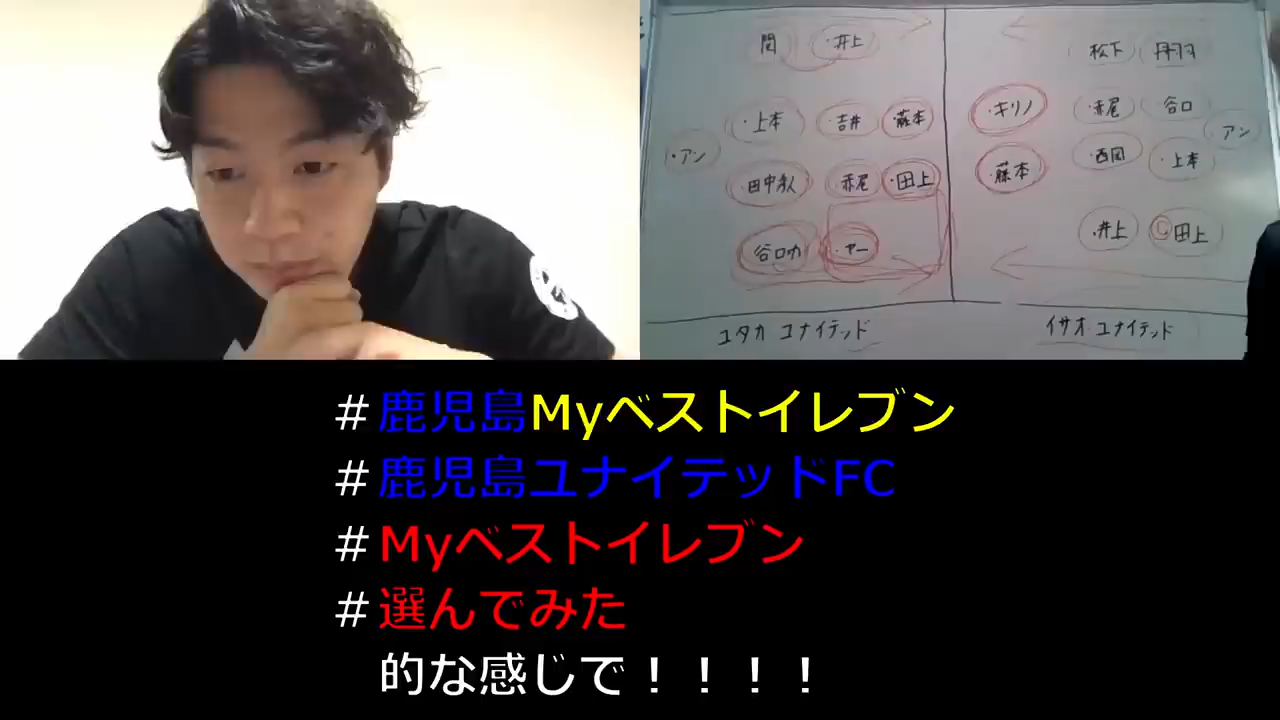 間 ・井上
・上本 ・吉井 ・藤本
・アン
・田中秋 ・赤尾 ・田上
・谷口力 ・ヤー
ユタカ ユナイテッド
松下 丹羽
・キリノ ・赤尾 ・谷口
・アン
・藤本 ・西岡 ・上本
・井上 C 田上
イサオ ユナイテッド
#鹿児島Myベストイレブン
#鹿児島ユナイテッドFC
#Myベストイレブン
#選んでみた
的な感じで！！！！